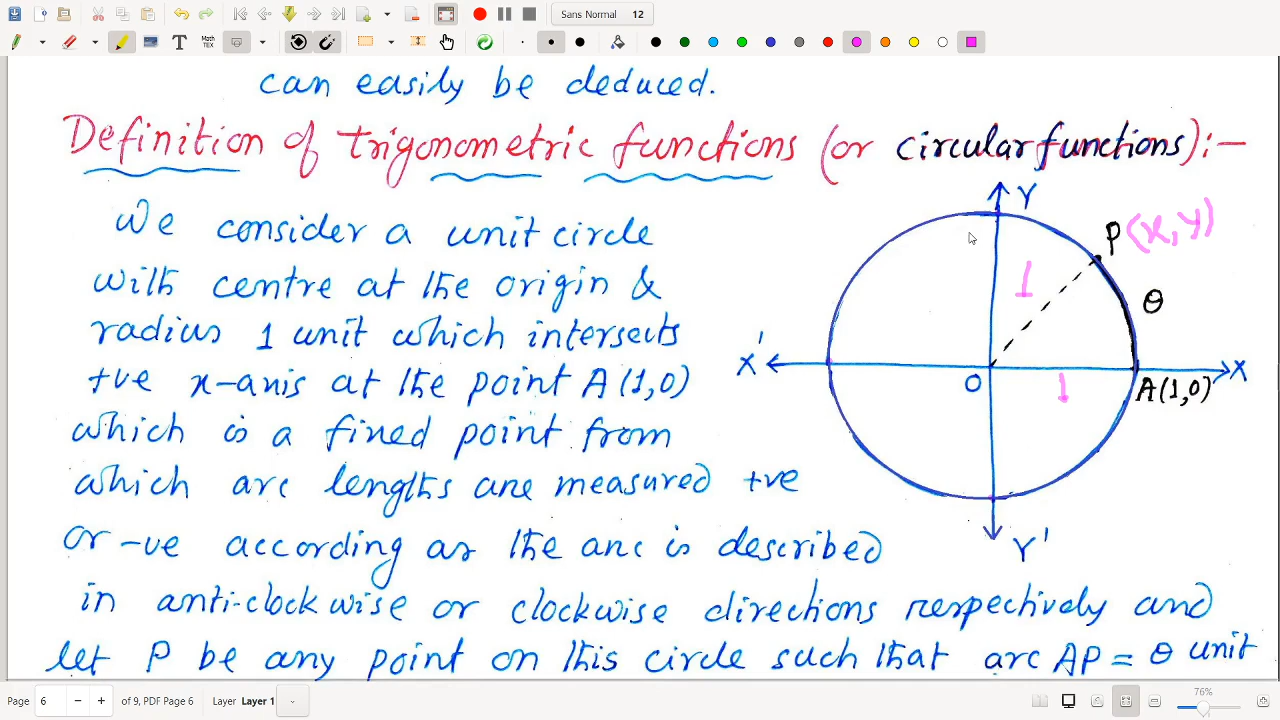 Sans Normal 12
MATH
TEX
can easily be deduced.
Definition of trigonometric functions (or circular functions):-
We consider a unit circle
with centre at the origin &
radius 1 unit which intersects
+ve x-axis at the point A(1,0)
which is a fixed point from
which arc lengths are measured +ve
or -ve according as the arc is described
in anti-clockwise or clockwise directions respectively and
let P be any point on this circle such that arc AP = θ unit
Y
P (x,y)
1
θ
X'
O
1
A(1,0)
X
Y'
Page 6 of 9, PDF Page 6 Layer Layer 1
76%